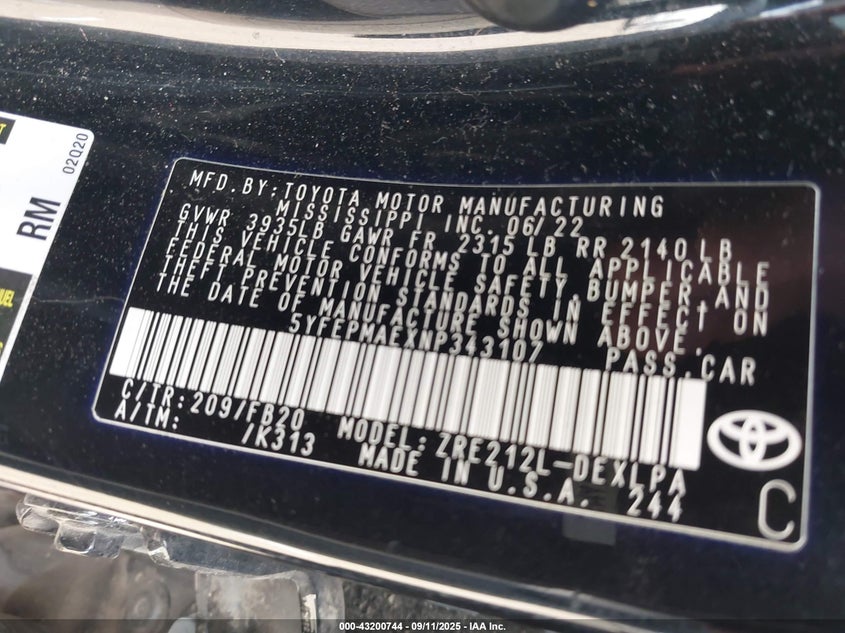 MFD. BY: TOYOTA MOTOR MANUFACTURING
MISSISSIPPI INC. 06/22
GVWR 3935LB GAWR FR 2315 LB RR 2140 LB
THIS VEHICLE CONFORMS TO ALL APPLICABLE
FEDERAL MOTOR VEHICLE SAFETY, BUMPER AND
THEFT PREVENTION STANDARDS IN EFFECT ON
THE DATE OF MANUFACTURE SHOWN ABOVE.
5YFEPMAEXNP343107 PASS. CAR
C/TR: 209/FB20 MODEL: ZRE212L-DEXLPA
A/TM: /K313 MADE IN U.S.A. 244
C
RM
02Q20
000-43200744 - 09/11/2025 - IAA Inc.